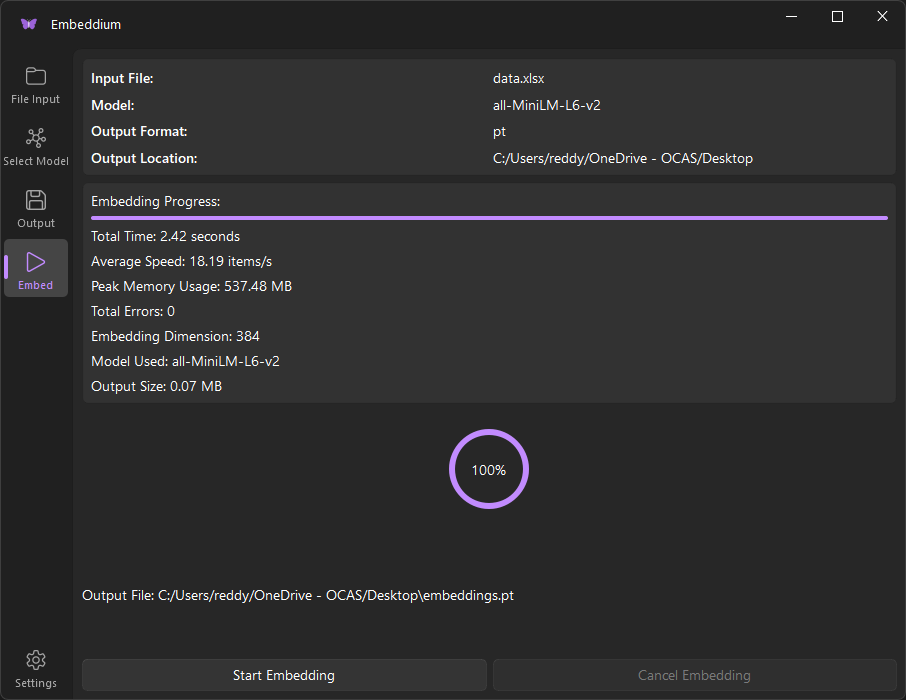 Embeddium
File Input
Select Model
Output
Embed
Settings
Input File: data.xlsx
Model: all-MiniLM-L6-v2
Output Format: pt
Output Location: C:/Users/reddy/OneDrive - OCAS/Desktop
Embedding Progress:
Total Time: 2.42 seconds
Average Speed: 18.19 items/s
Peak Memory Usage: 537.48 MB
Total Errors: 0
Embedding Dimension: 384
Model Used: all-MiniLM-L6-v2
Output Size: 0.07 MB
100%
Output File: C:/Users/reddy/OneDrive - OCAS/Desktop\embeddings.pt
Start Embedding
Cancel Embedding